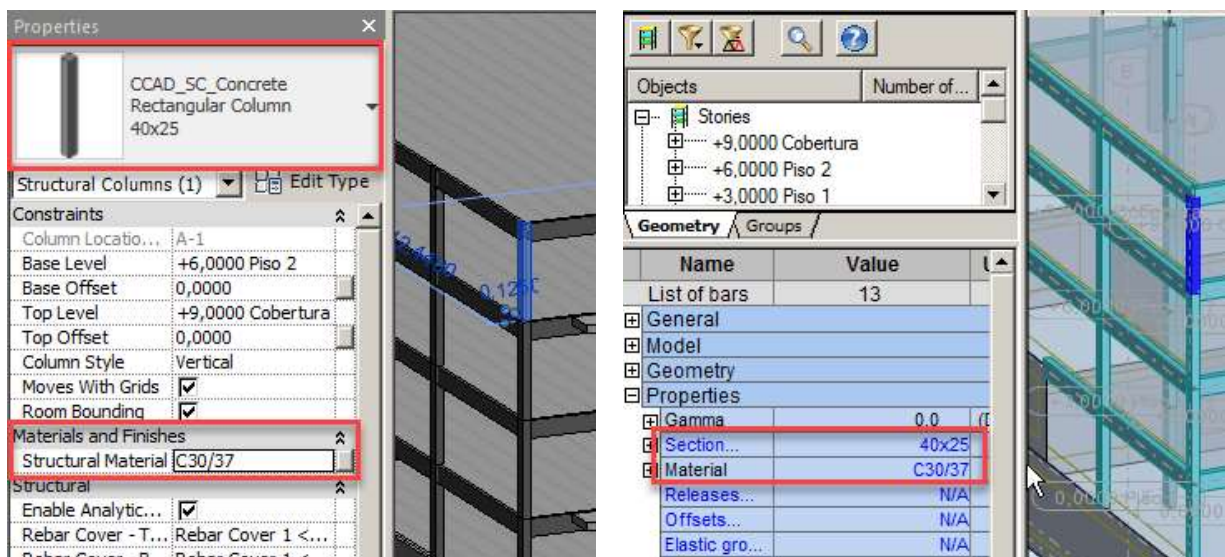 Properties
CCAD_SC_Concrete
Rectangular Column
40x25
Structural Columns (1)
Edit Type
Constraints
Column Locatio... A-1
Base Level +6,0000 Piso 2
Base Offset 0,0000
Top Level +9,0000 Cobertura
Top Offset 0,0000
Column Style Vertical
Moves With Grids
Room Bounding
Materials and Finishes
Structural Material C30/37
Structural
Enable Analytic...
Rebar Cover - T... Rebar Cover 1 <...
Objects Number of...
Stories
+9,0000 Cobertura
+6,0000 Piso 2
+3,0000 Piso 1
Geometry Groups
Name Value
List of bars 13
General
Model
Geometry
Properties
Gamma 0.0
Section... 40x25
Material C30/37
Releases... N/A
Offsets... N/A
Elastic gro... N/A